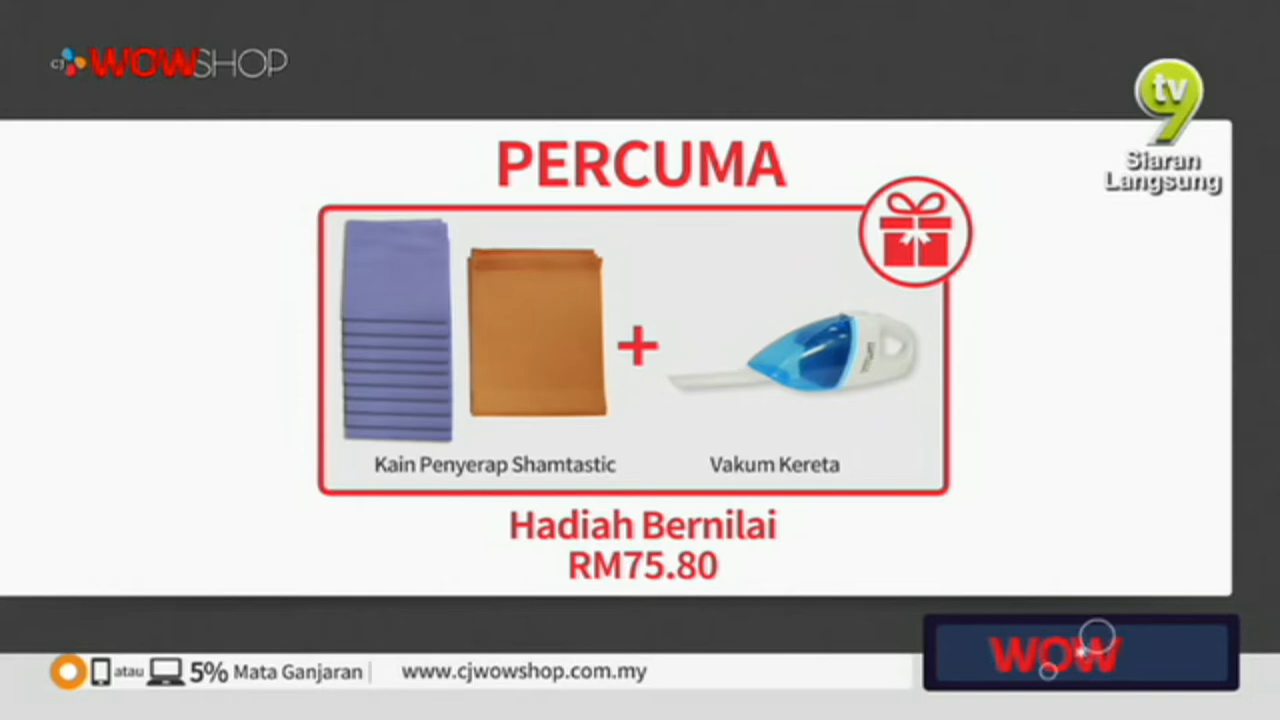 CJ WOWSHOP
tv9
Siaran
Langsung
PERCUMA
Kain Penyerap Shamtastic
Vakum Kereta
Hadiah Bernilai
RM75.80
atau 5% Mata Ganjaran | www.cjwowshop.com.my
WOW